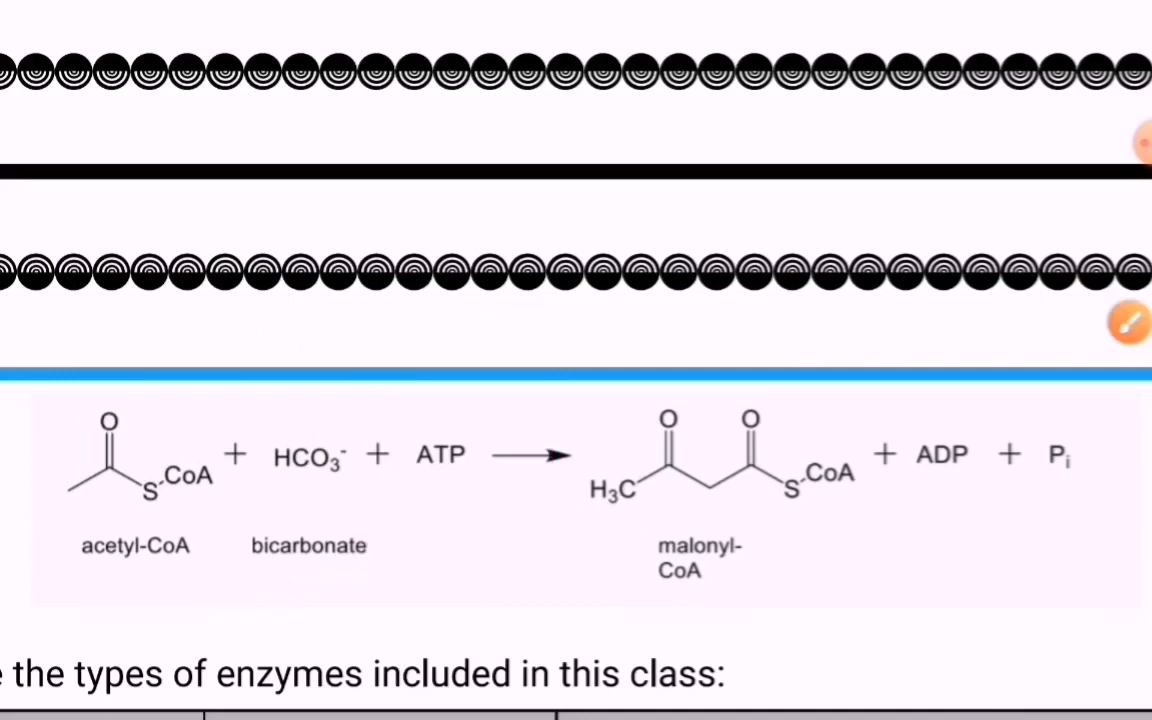 O O O
S CoA + HCO₃⁻ + ATP → H₃C S CoA + ADP + Pᵢ
acetyl-CoA bicarbonate malonyl-
CoA
the types of enzymes included in this class: